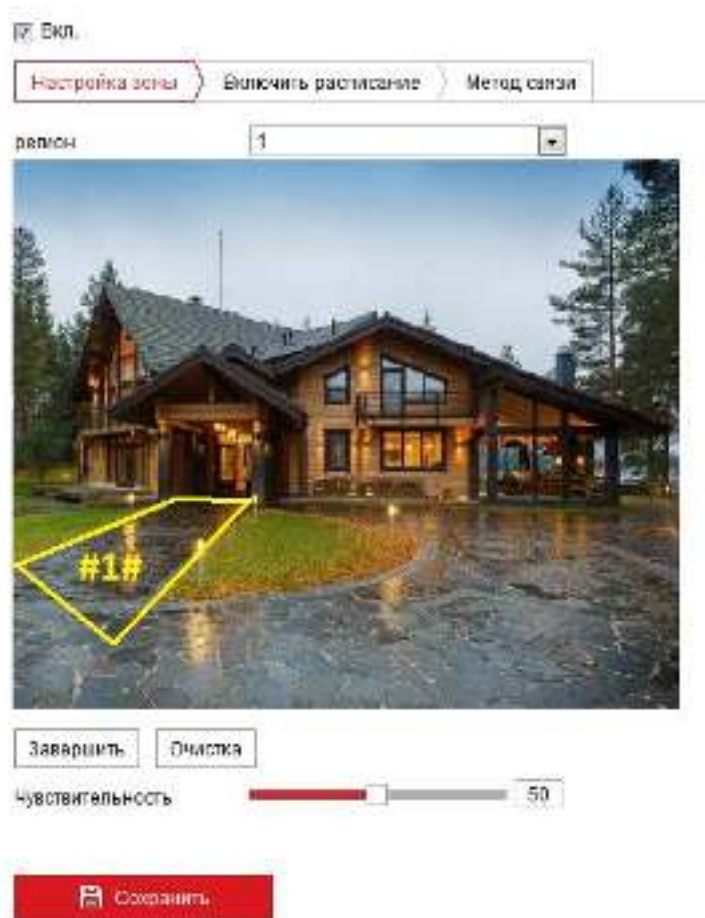 Вкл.
Настройка зоны Включить расписание Метод связи
регион 1
#1#
Завершить Очистка
Чувствительность 50
Сохранить